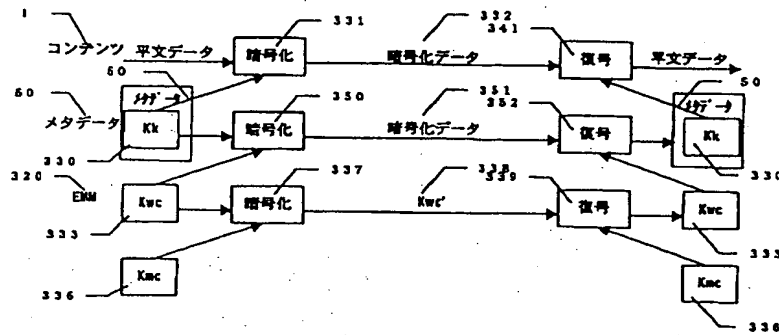 1
コンテンツ
平文データ
331
暗号化
332
暗号化データ
341
復号
平文データ
60
60
メタデータ
メタデータ
Kk
330
350
暗号化
351
暗号化データ
352
復号
60
メタデータ
Kk
330
320
EMM
Kwc
333
337
暗号化
338
Kwc'
339
復号
Kwc
333
Kmc
336
Kmc
336